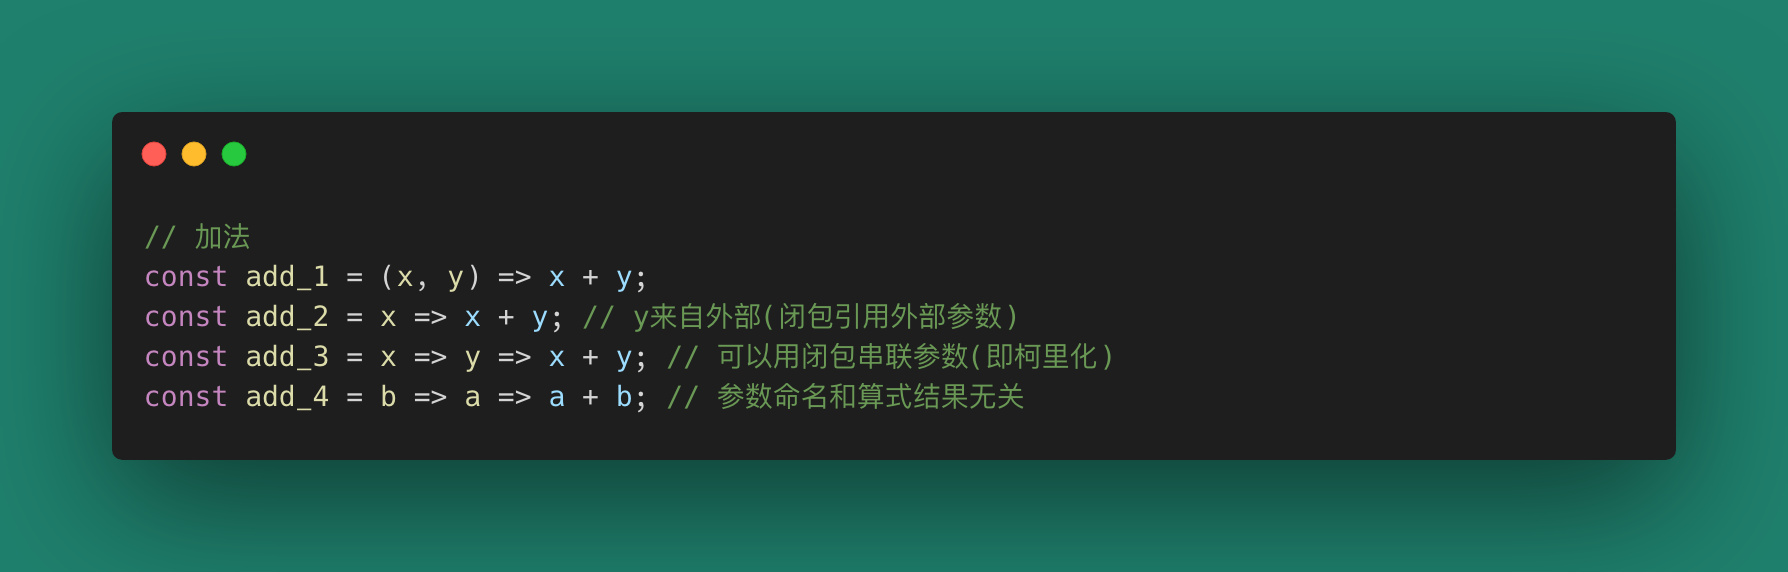 // 加法
const add_1 = (x, y) => x + y;
const add_2 = x => x + y; // y来自外部(闭包引用外部参数)
const add_3 = x => y => x + y; // 可以用闭包串联参数(即柯里化)
const add_4 = b => a => a + b; // 参数命名和算式结果无关